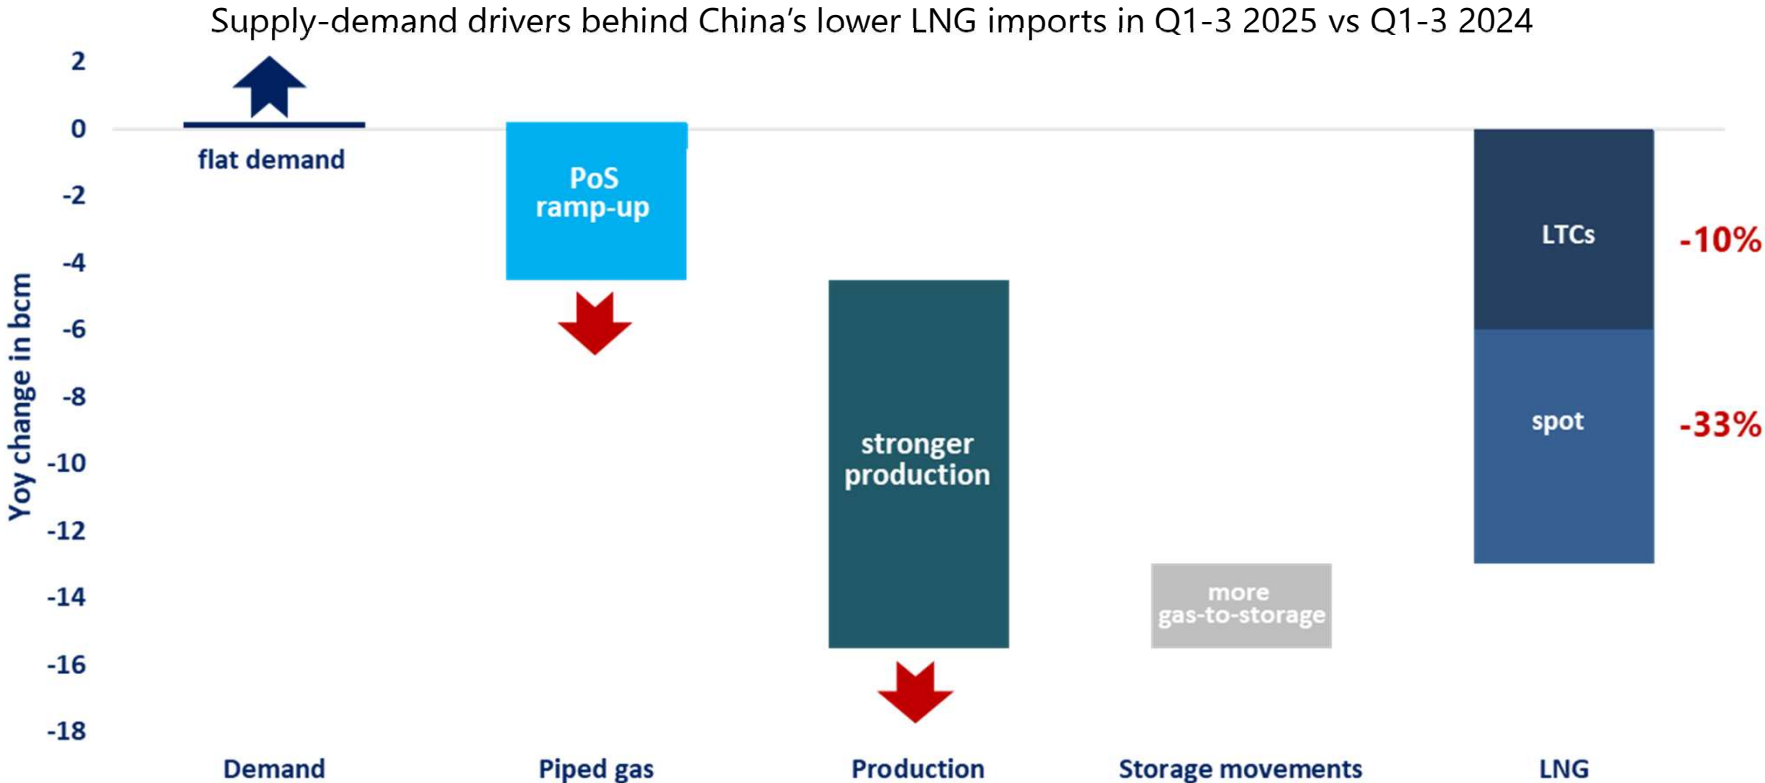 Supply-demand drivers behind China's lower LNG imports in Q1-3 2025 vs Q1-3 2024
Yoy change in bcm
2
0
-2
-4
-6
-8
-10
-12
-14
-16
-18
flat demand
PoS
ramp-up
stronger
production
more
gas-to-storage
LTCs
-10%
spot
-33%
Demand
Piped gas
Production
Storage movements
LNG